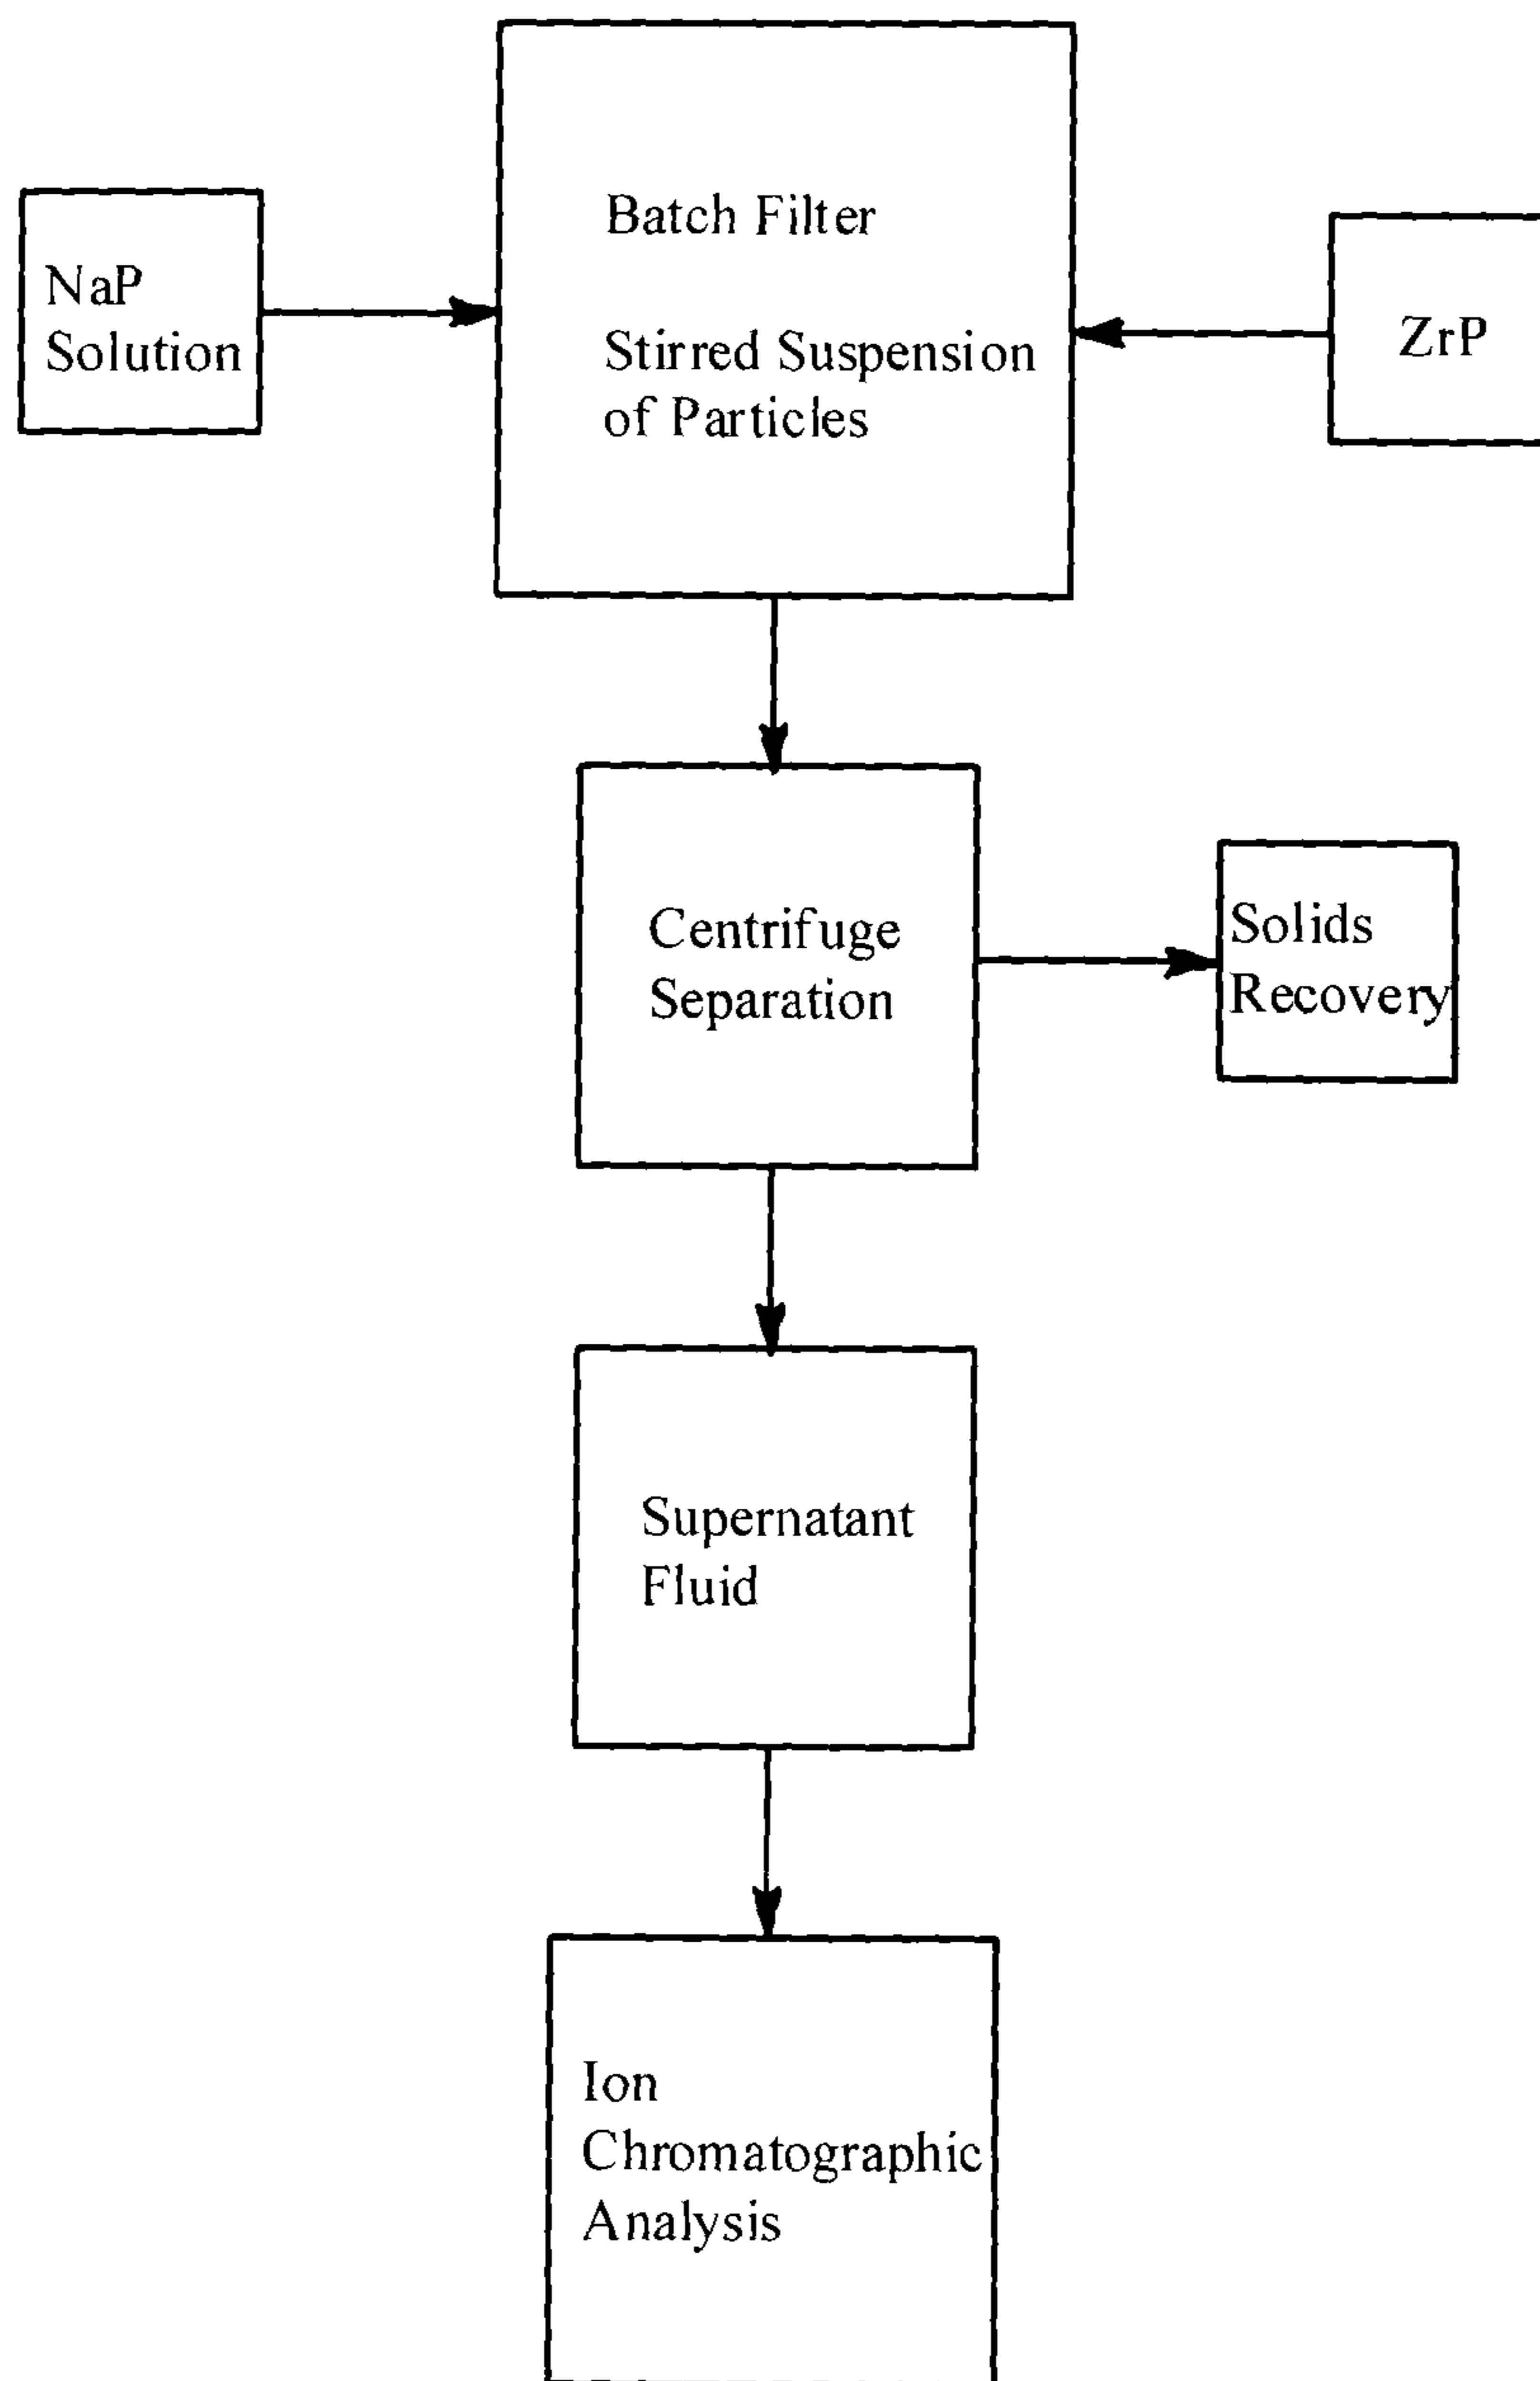 NaP
Solution
Batch Filter
Stirred Suspension
of Particles
ZrP
Centrifuge
Separation
Solids
Recovery
Supernatant
Fluid
Ion
Chromatographic
Analysis